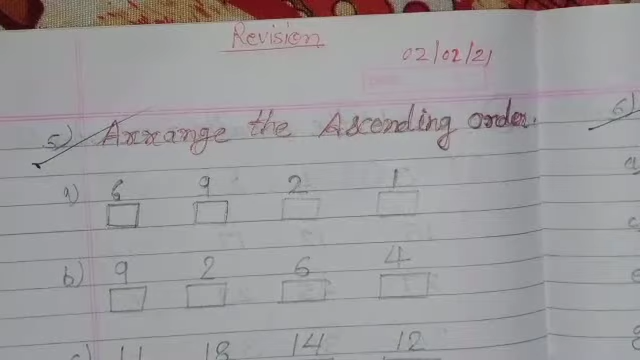 Revision
02/02/21
5) Arrange the Ascending order.
a) 6 9 2 1
b) 9 2 6 4
c) 11 18 14 12
6)
a
c
e
g